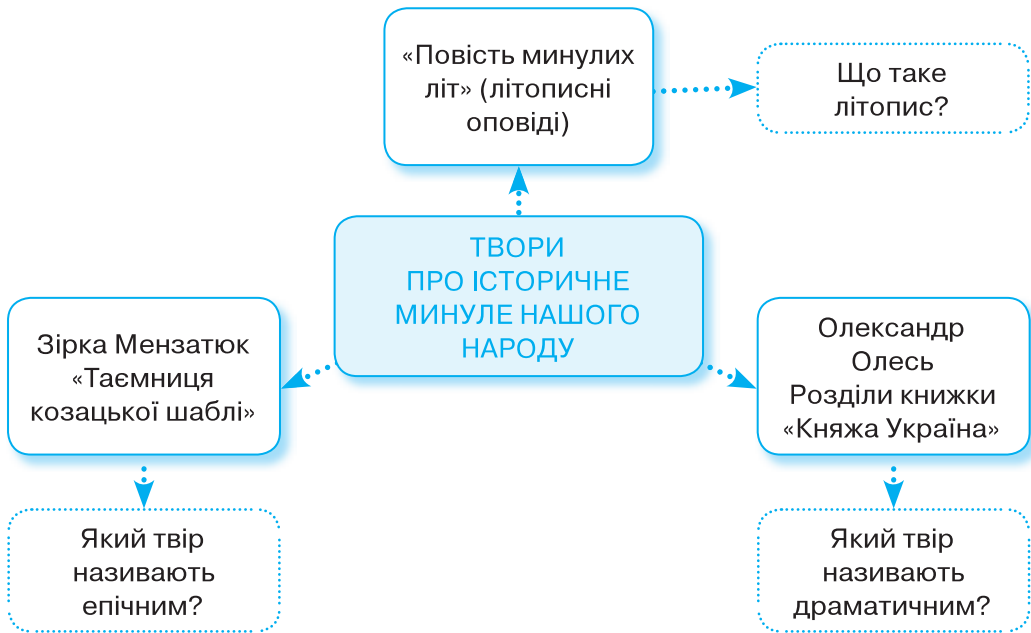 «Повість минулих
літ» (літописні
оповіді)
Що таке
літопис?
ТВОРИ
ПРО ІСТОРИЧНЕ
МИНУЛЕ НАШОГО
НАРОДУ
Зірка Мензатюк
«Таємниця
козацької шаблі»
Олександр
Олесь
Розділи книжки
«Княжа Україна»
Який твір
називають
епічним?
Який твір
називають
драматичним?